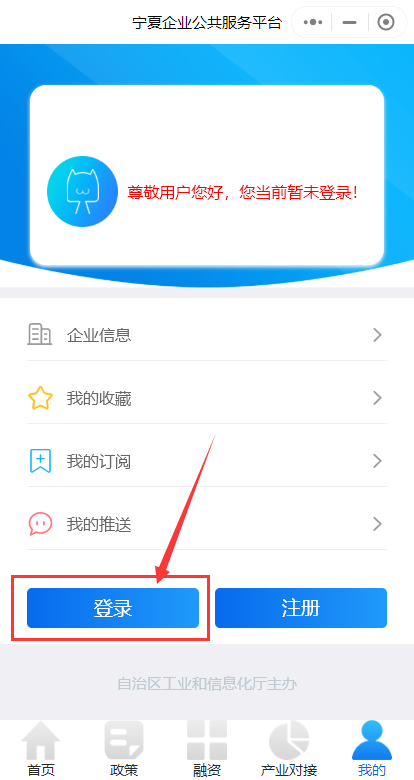 宁夏企业公共服务平台
尊敬用户您好，您当前暂未登录！
企业信息
我的收藏
我的订阅
我的推送
登录 注册
自治区工业和信息化厅主办
首页 政策 融资 产业对接 我的